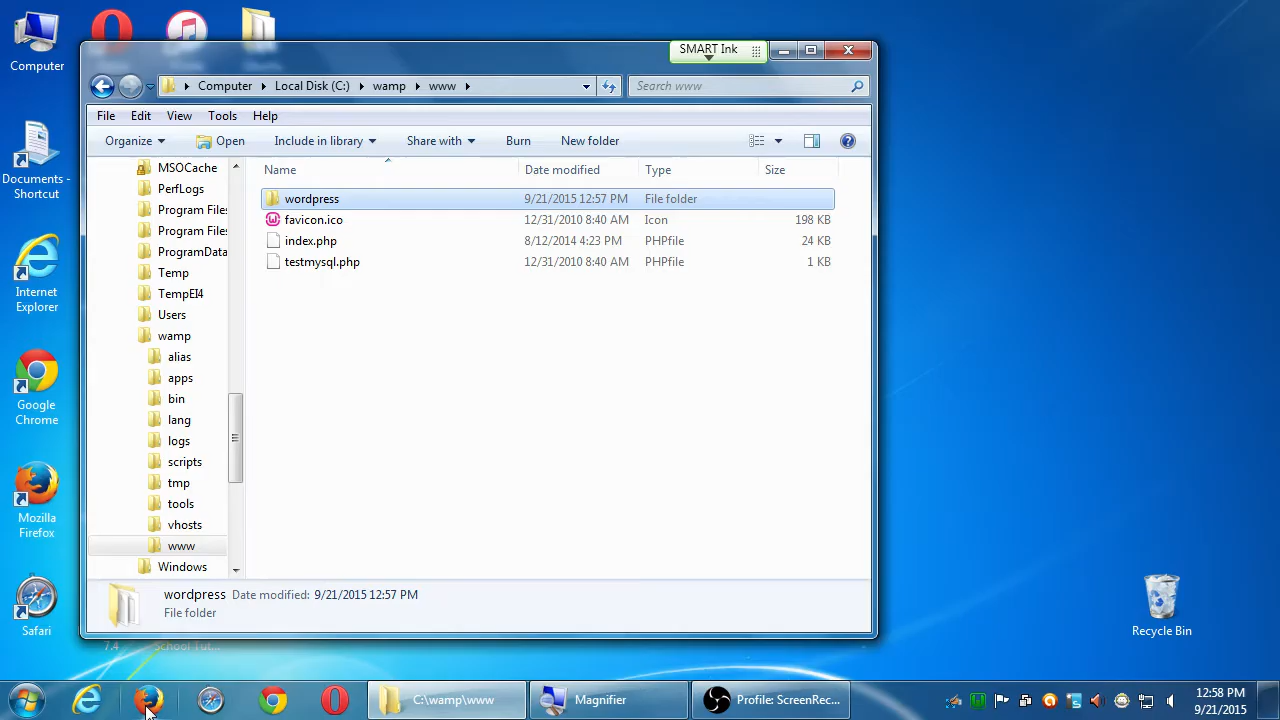 Computer
Documents -
Shortcut
Internet
Explorer
Google
Chrome
Mozilla
Firefox
Safari
SMART Ink
Computer
Local Disk (C:)
wamp
www
Search www
File
Edit
View
Tools
Help
Organize
Open
Include in library
Share with
Burn
New folder
Name
Date modified
Type
Size
MSOCache
PerfLogs
Program Files
Program Files
ProgramData
Temp
TempEI4
Users
wamp
alias
apps
bin
lang
logs
scripts
tmp
tools
vhosts
www
Windows
wordpress 9/21/2015 12:57 PM File folder
favicon.ico 12/31/2010 8:40 AM Icon 198 KB
index.php 8/12/2014 4:23 PM PHPfile 24 KB
testmysql.php 12/31/2010 8:40 AM PHPfile 1 KB
wordpress Date modified: 9/21/2015 12:57 PM
File folder
7.4
School Tut...
Recycle Bin
C:\wamp\www
Magnifier
Profile: ScreenRec...
12:58 PM
9/21/2015